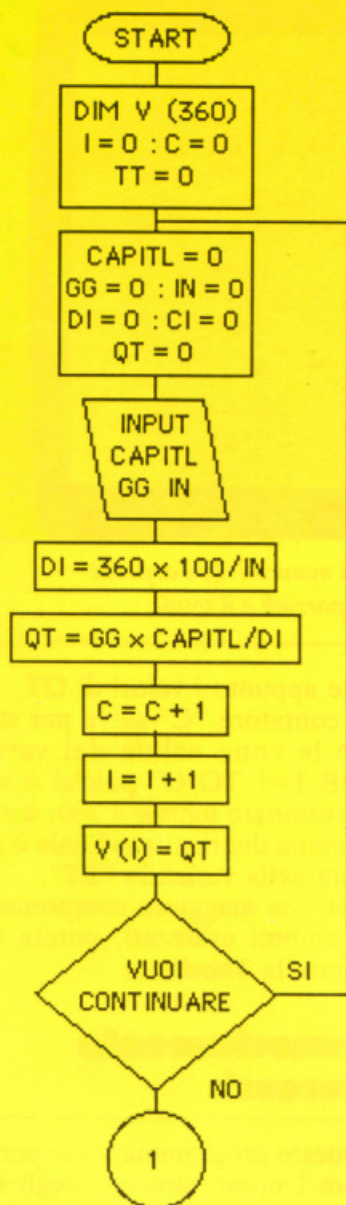 START
DIM V (360)
I = 0 : C = 0
TT = 0
CAPITL = 0
GG = 0 : IN = 0
DI = 0 : CI = 0
QT = 0
INPUT
CAPITL
GG IN
DI = 360 x 100/IN
QT = GG x CAPITL/DI
C = C + 1
I = I + 1
V (I) = QT
VUOI
CONTINUARE
SI
NO
1